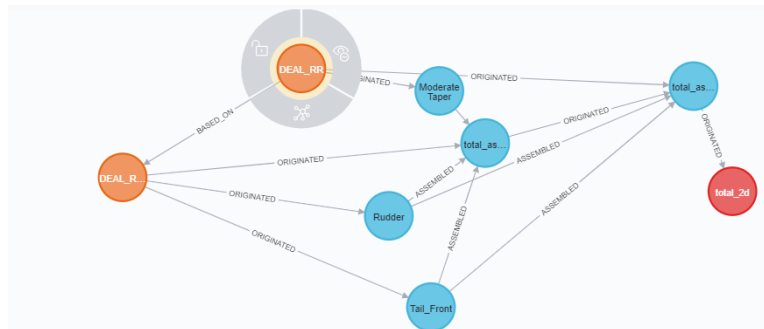 DEAL_RR
INATED
ORIGINATED
Moderate
Taper
total_as...
BASED_ON
ORIGINATED
total_as...
ORIGINATED
ORIGINATED
ASSEMBLED
DEAL_R...
ORIGINATED
ASSEMBLED
total_2d
Rudder
ASSEMBLED
ORIGINATED
ASSEMBLED
Tail_Front